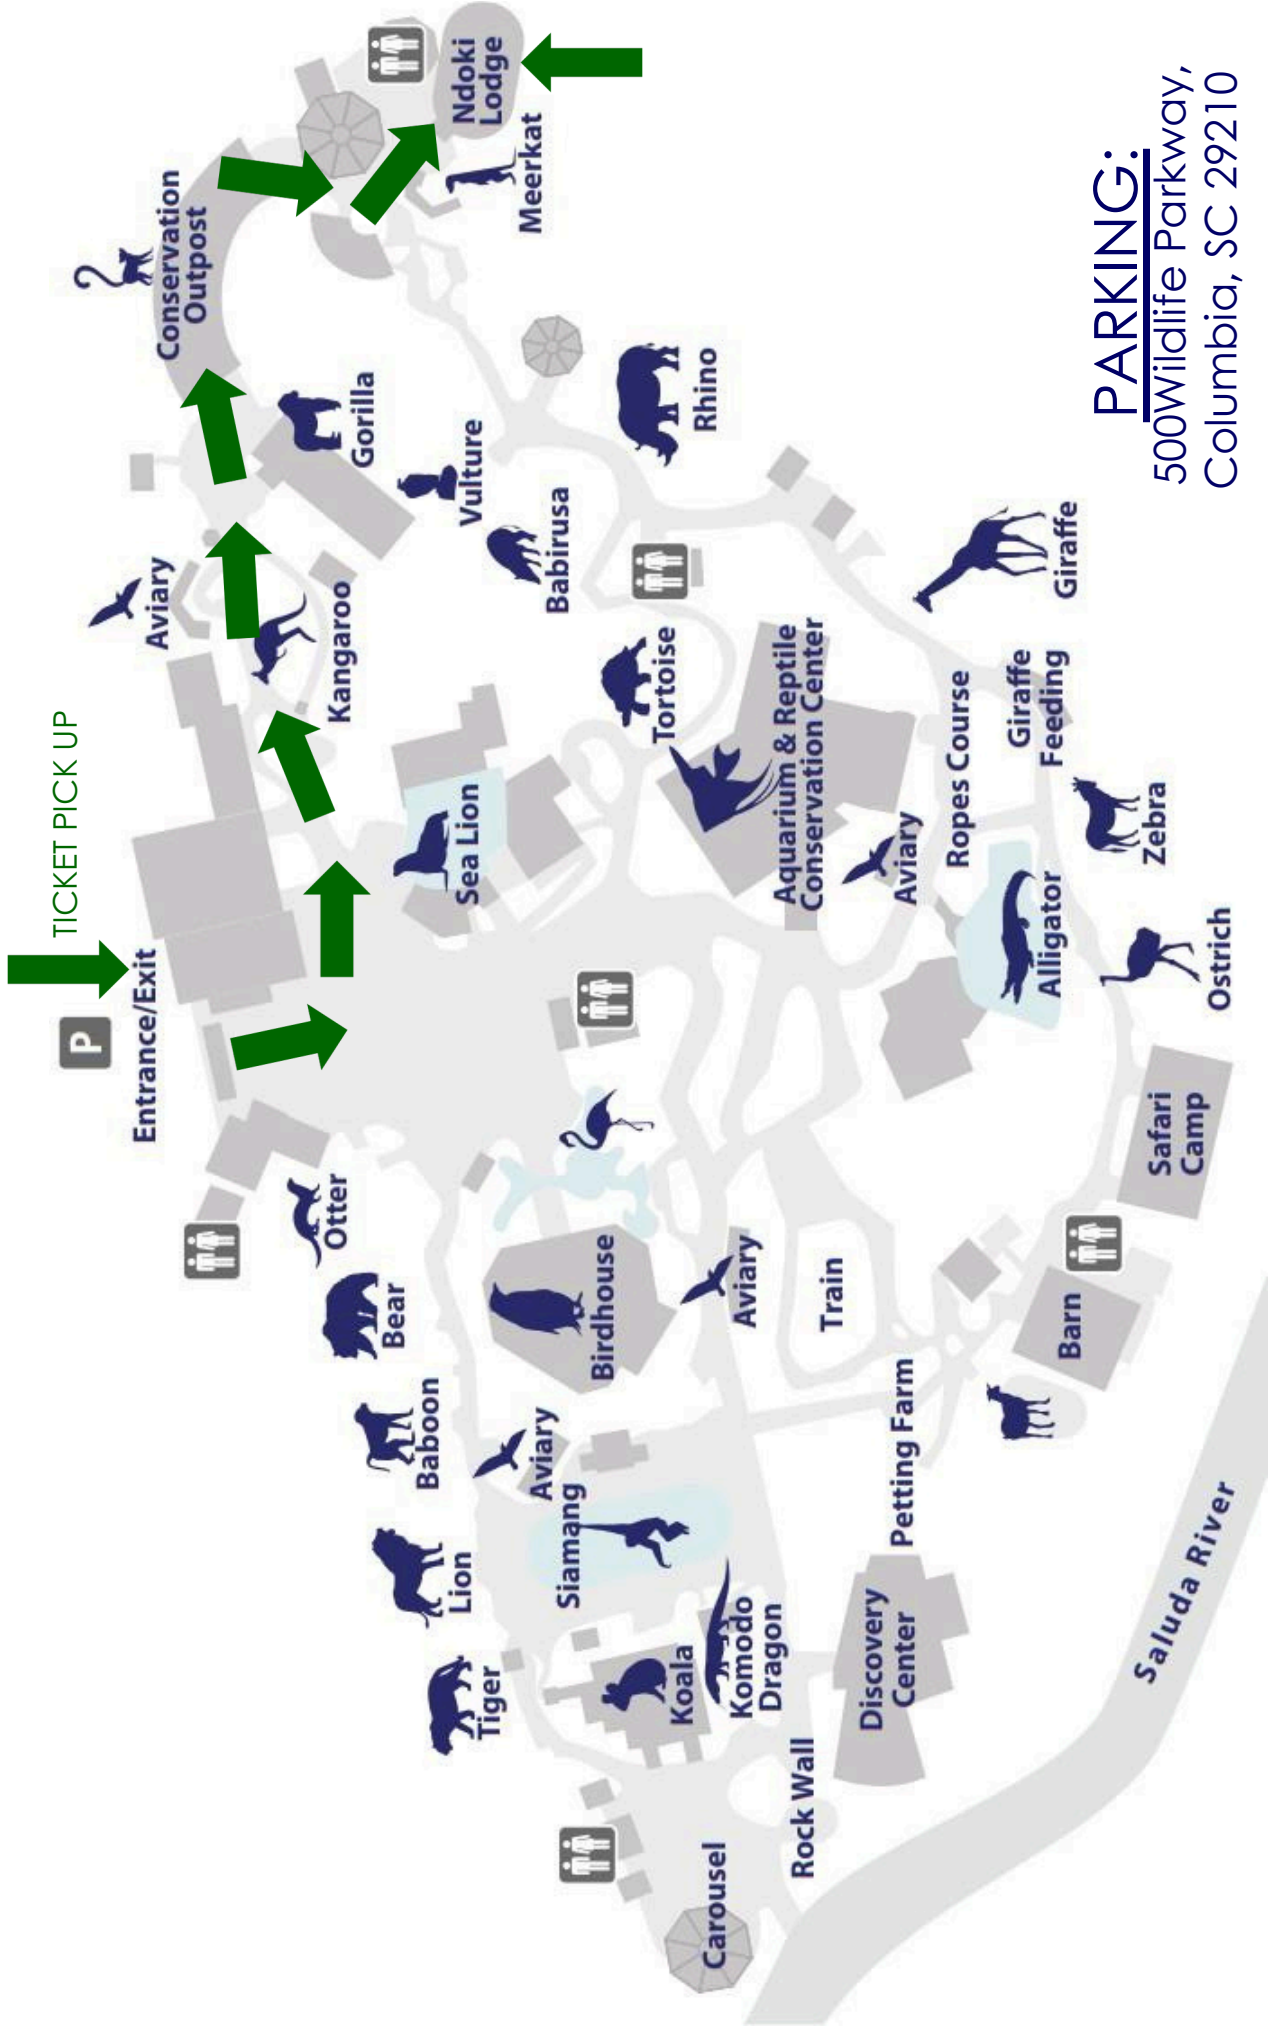 TICKET PICK UP
P
Entrance/Exit
Aviary
Conservation
Outpost
Otter
Kangaroo
Gorilla
Bear
Baboon
Lion
Tiger
Sea Lion
Vulture
Ndoki
Lodge
Meerkat
Aviary
Siamang
Birdhouse
Babirusa
Koala
Tortoise
Rhino
Carousel
Komodo
Dragon
Aviary
Rock Wall
Train
Aquarium & Reptile
Conservation Center
Discovery
Center
Petting Farm
Aviary
Ropes Course
Giraffe
Feeding
Giraffe
Barn
Alligator
Zebra
Safari
Camp
Ostrich
Saluda River
PARKING:
500Wildlife Parkway,
Columbia, SC 29210